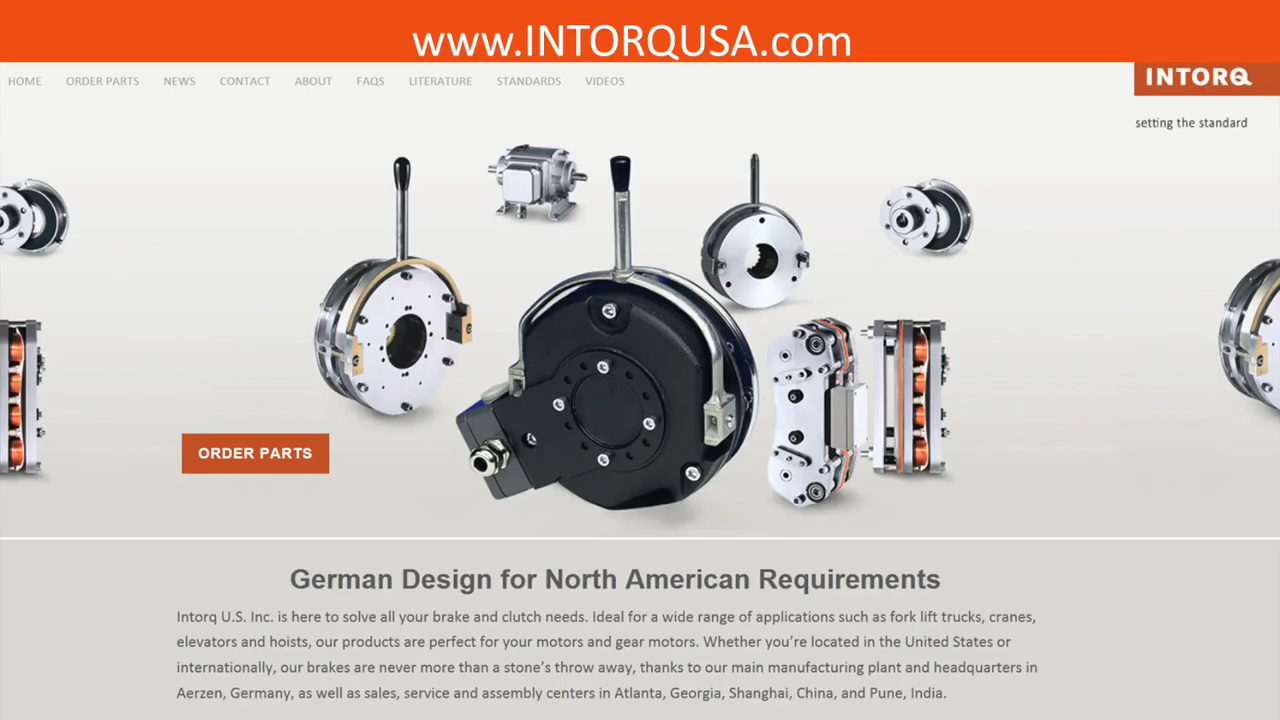 www.INTORQUSA.com
HOME ORDER PARTS NEWS CONTACT ABOUT FAQS LITERATURE STANDARDS VIDEOS
INTORQ
setting the standard
ORDER PARTS
German Design for North American Requirements
Intorq U.S. Inc. is here to solve all your brake and clutch needs. Ideal for a wide range of applications such as fork lift trucks, cranes,
elevators and hoists, our products are perfect for your motors and gear motors. Whether you’re located in the United States or
internationally, our brakes are never more than a stone’s throw away, thanks to our main manufacturing plant and headquarters in
Aerzen, Germany, as well as sales, service and assembly centers in Atlanta, Georgia, Shanghai, China, and Pune, India.